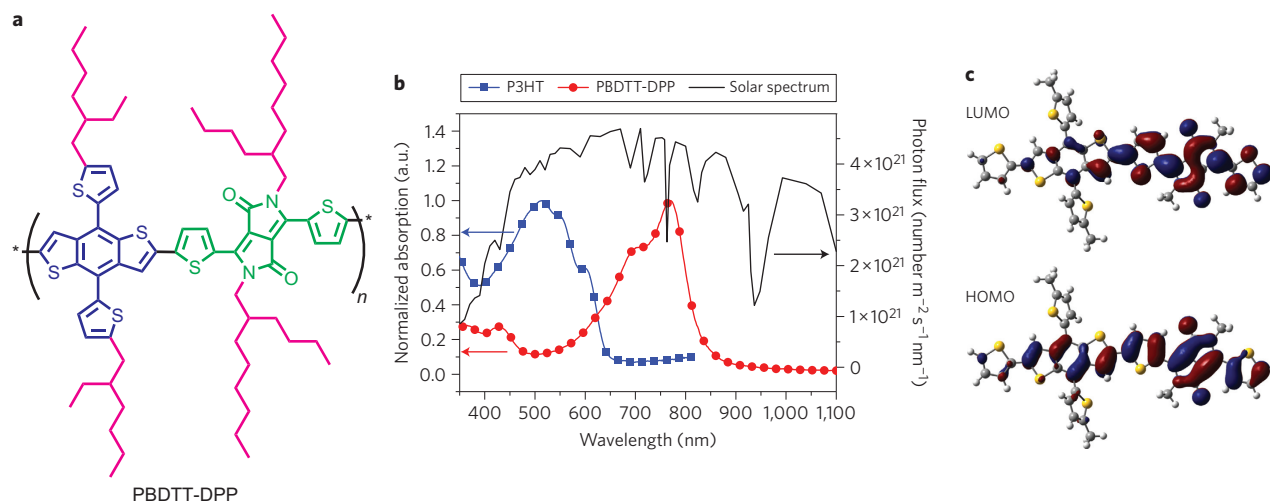 a
S
S
S
S
*
S
O
N
N
O
S
*
n
PBDTT-DPP
b
P3HT
PBDTT-DPP
Solar spectrum
Normalized absorption (a.u.)
1.4
1.2
1.0
0.8
0.6
0.4
0.2
0.0
400 500 600 700 800 900 1,000 1,100
Wavelength (nm)
4 × 10²¹
3 × 10²¹
2 × 10²¹
1 × 10²¹
0
Photon flux (number m⁻² s⁻¹ nm⁻¹)
c
LUMO
HOMO